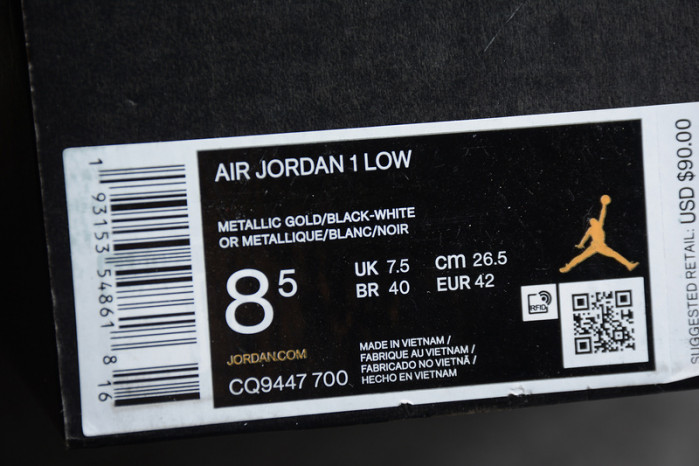 AIR JORDAN 1 LOW
METALLIC GOLD/BLACK-WHITE
OR METALLIQUE/BLANC/NOIR
8 5
UK 7.5 cm 26.5
BR 40 EUR 42
RFID
JORDAN.COM
CQ9447 700
MADE IN VIETNAM /
FABRIQUE AU VIETNAM /
FABRICADO NO VIETNÃ /
HECHO EN VIETNAM
1 93153 54861 8 16
SUGGESTED RETAIL: USD $90.00